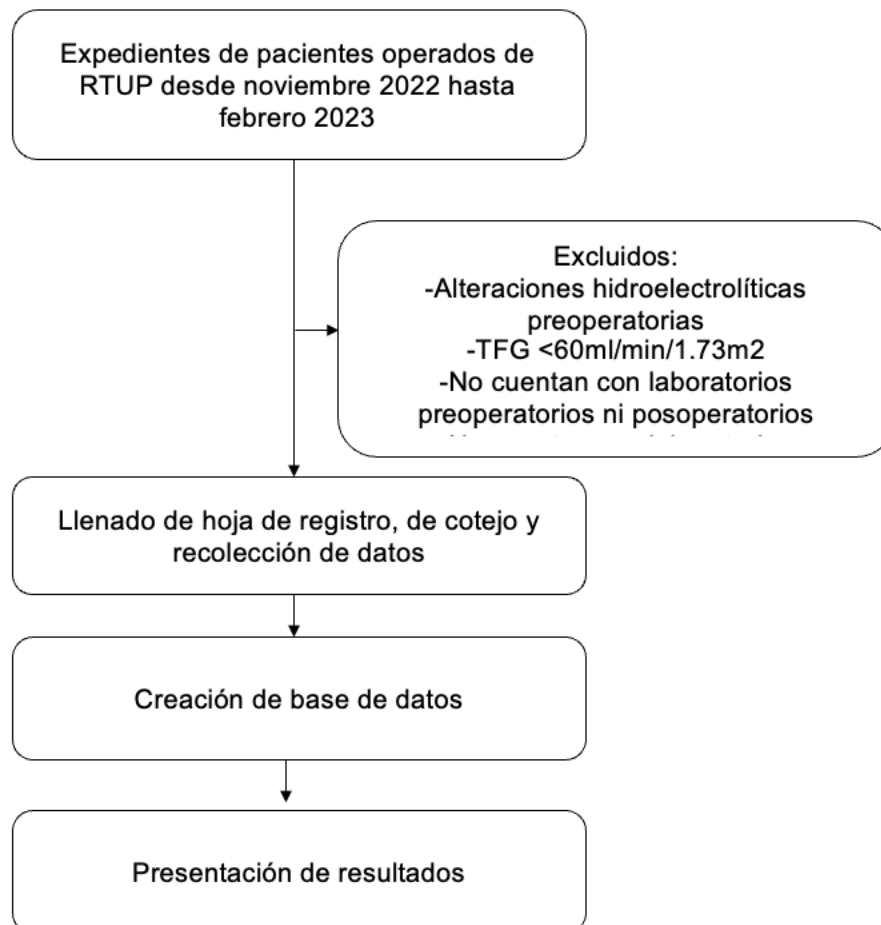 Expedientes de pacientes operados de
RTUP desde noviembre 2022 hasta
febrero 2023
Excluidos:
-Alteraciones hidroelectrolíticas
preoperatorias
-TFG <60ml/min/1.73m2
-No cuentan con laboratorios
preoperatorios ni posoperatorios
Llenado de hoja de registro, de cotejo y
recolección de datos
Creación de base de datos
Presentación de resultados